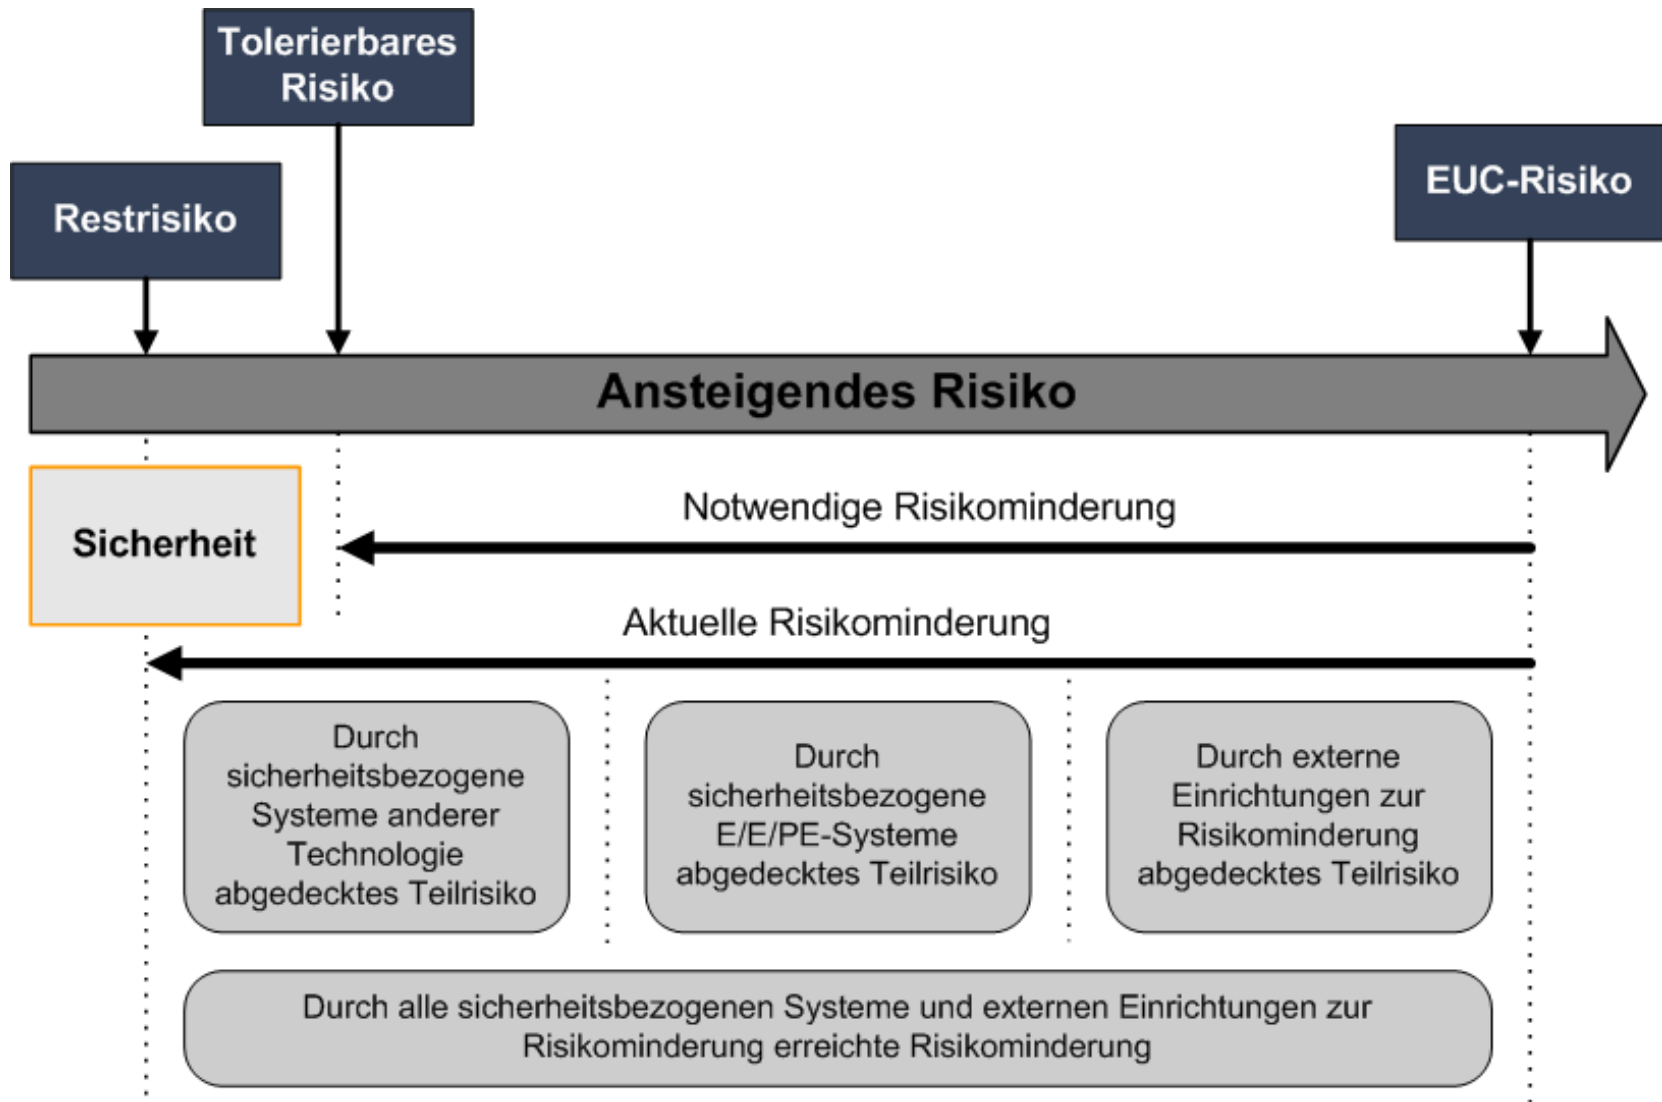 Tolerierbares
Risiko
Restrisiko
EUC-Risiko
Ansteigendes Risiko
Sicherheit
Notwendige Risikominderung
Aktuelle Risikominderung
Durch
sicherheitsbezogene
Systeme anderer
Technologie
abgedecktes Teilrisiko
Durch
sicherheitsbezogene
E/E/PE-Systeme
abgedecktes Teilrisiko
Durch externe
Einrichtungen zur
Risikominderung
abgedecktes Teilrisiko
Durch alle sicherheitsbezogenen Systeme und externen Einrichtungen zur
Risikominderung erreichte Risikominderung